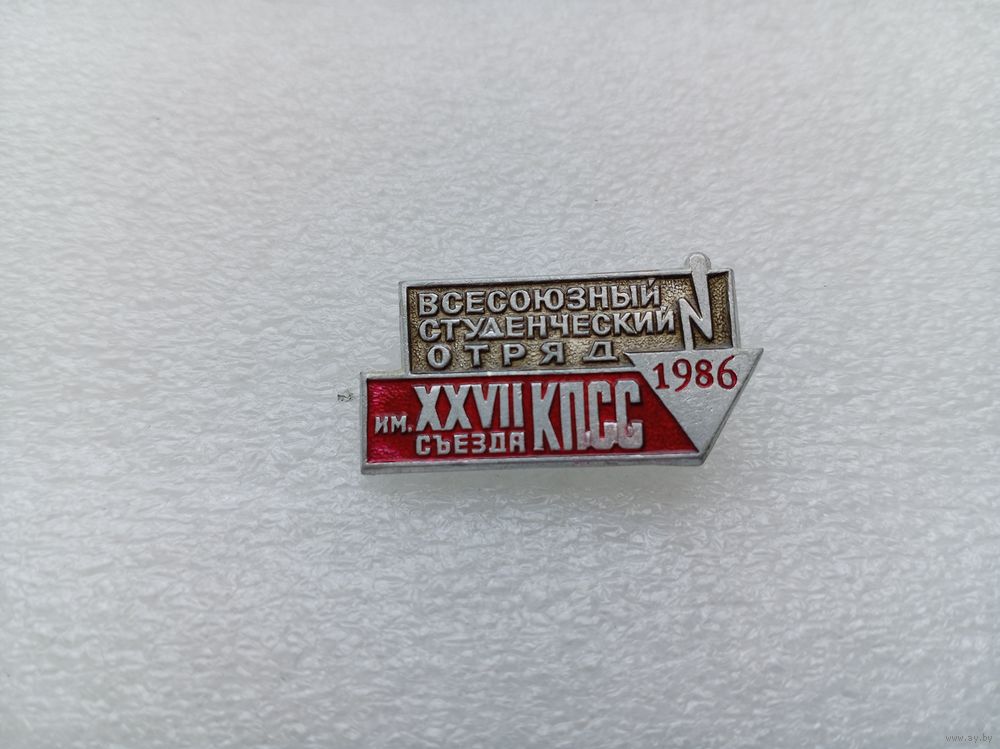 ВСЕСОЮЗНЫЙ
СТУДЕНЧЕСКИЙ
ОТРЯД
1986
ИМ. XXVII
СЪЕЗДА КПСС
www.ay.by